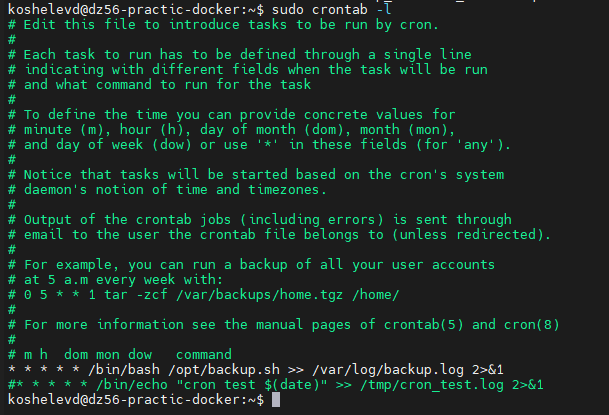 koshelevd@dz56-practic-docker:~$ sudo crontab -l
# Edit this file to introduce tasks to be run by cron.
#
# Each task to run has to be defined through a single line
# indicating with different fields when the task will be run
# and what command to run for the task
#
# To define the time you can provide concrete values for
# minute (m), hour (h), day of month (dom), month (mon),
# and day of week (dow) or use '*' in these fields (for 'any').
#
# Notice that tasks will be started based on the cron's system
# daemon's notion of time and timezones.
#
# Output of the crontab jobs (including errors) is sent through
# email to the user the crontab file belongs to (unless redirected).
#
# For example, you can run a backup of all your user accounts
# at 5 a.m every week with:
# 0 5 * * 1 tar -zcf /var/backups/home.tgz /home/
#
# For more information see the manual pages of crontab(5) and cron(8)
#
# m h  dom mon dow   command
* * * * * /bin/bash /opt/backup.sh >> /var/log/backup.log 2>&1
#* * * * * /bin/echo "cron test $(date)" >> /tmp/cron_test.log 2>&1
koshelevd@dz56-practic-docker:~$